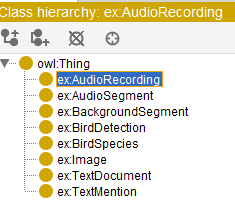 Class hierarchy: ex:AudioRecording
owl:Thing
ex:AudioRecording
ex:AudioSegment
ex:BackgroundSegment
ex:BirdDetection
ex:BirdSpecies
ex:Image
ex:TextDocument
ex:TextMention